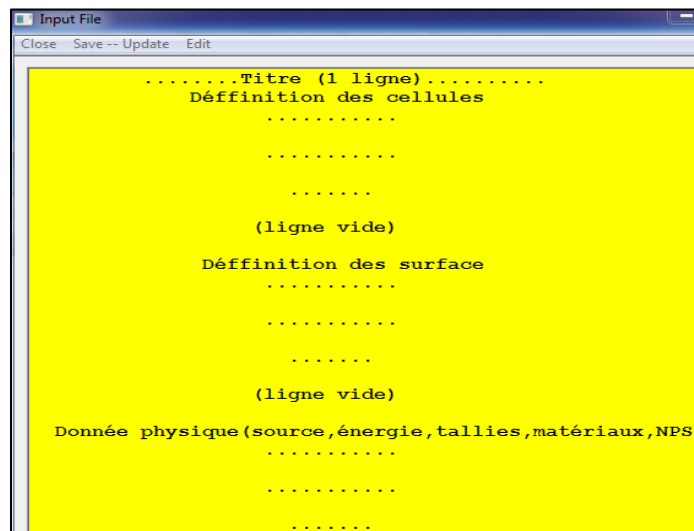 Input File
Close Save -- Update Edit
........Titre (1 ligne)..........
Déffinition des cellules
...........
...........
.......
(ligne vide)
Déffinition des surface
...........
...........
.......
(ligne vide)
Donnée physique(source,énergie,tallies,matériaux,NPS
...........
...........
.......